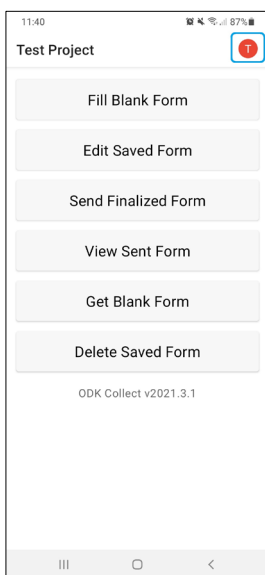 11:40 87%
Test Project T
Fill Blank Form
Edit Saved Form
Send Finalized Form
View Sent Form
Get Blank Form
Delete Saved Form
ODK Collect v2021.3.1